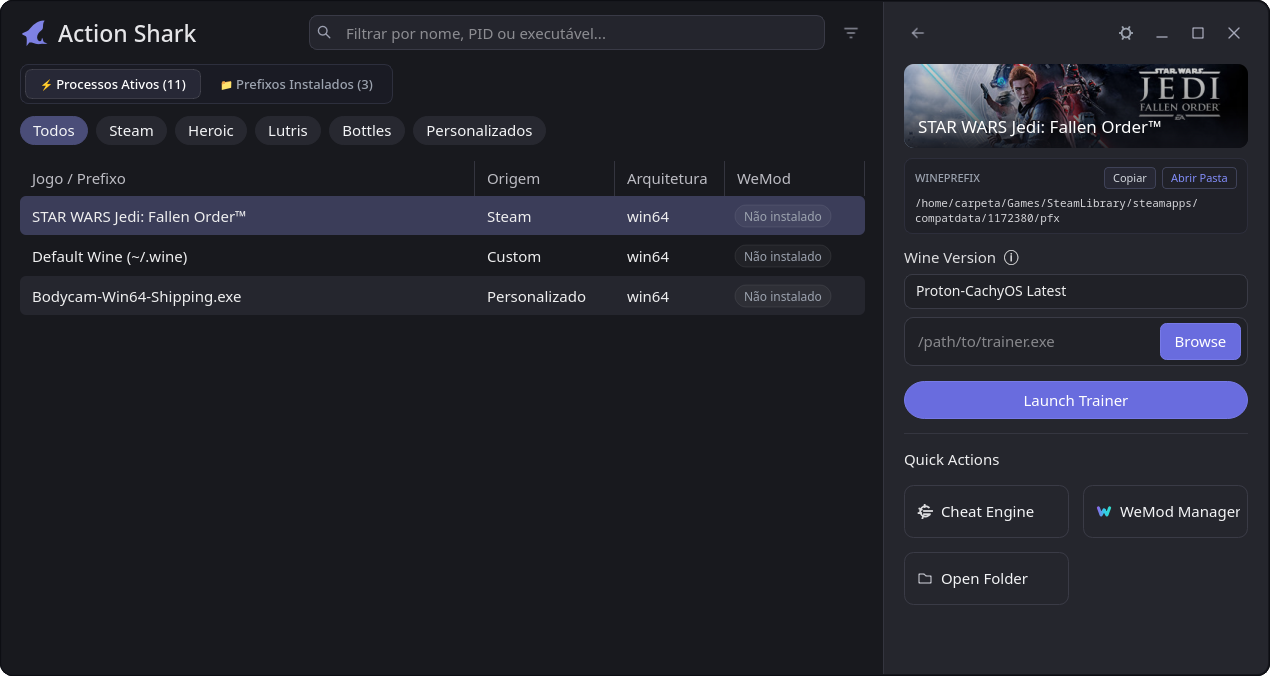 Action Shark
Filtrar por nome, PID ou executável...
Processos Ativos (11)
Prefixos Instalados (3)
Todos
Steam
Heroic
Lutris
Bottles
Personalizados
Jogo / Prefixo
Origem
Arquitetura
WeMod
STAR WARS Jedi: Fallen Order™
Steam
win64
Não instalado
Default Wine (~/.wine)
Custom
win64
Não instalado
Bodycam-Win64-Shipping.exe
Personalizado
win64
Não instalado
STAR WARS
JEDI
FALLEN ORDER
EA
STAR WARS Jedi: Fallen Order™
WINEPREFIX
Copiar
Abrir Pasta
/home/carpeta/Games/SteamLibrary/steamapps/
compatdata/1172380/pfx
Wine Version
Proton-CachyOS Latest
/path/to/trainer.exe
Browse
Launch Trainer
Quick Actions
Cheat Engine
WeMod Manager
Open Folder